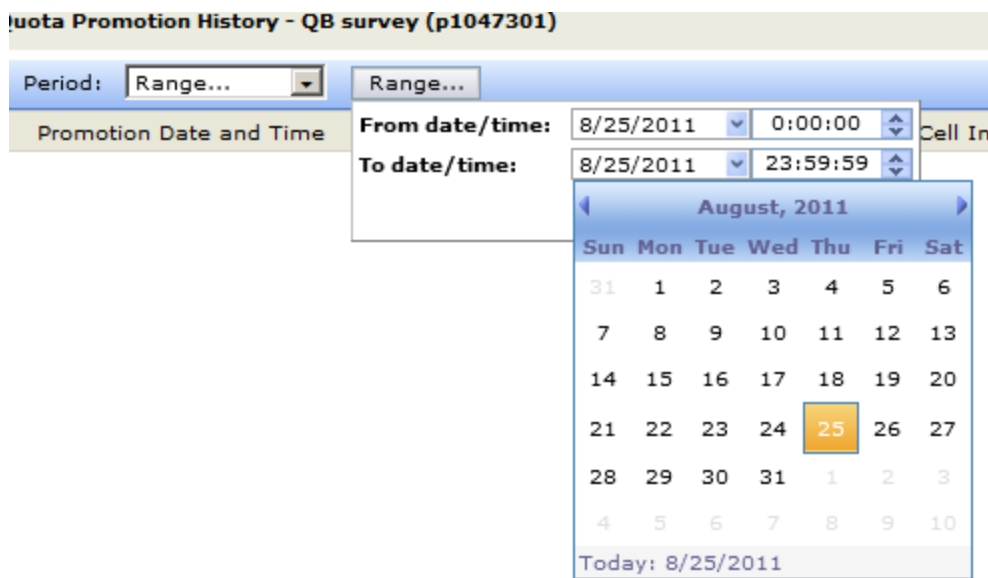 Quota Promotion History - QB survey (p1047301)
Period: Range... Range...
Promotion Date and Time
From date/time: 8/25/2011 0:00:00
Cell In
To date/time: 8/25/2011 23:59:59
August, 2011
Sun Mon Tue Wed Thu Fri Sat
31 1 2 3 4 5 6
7 8 9 10 11 12 13
14 15 16 17 18 19 20
21 22 23 24 25 26 27
28 29 30 31 1 2 3
4 5 6 7 8 9 10
Today: 8/25/2011